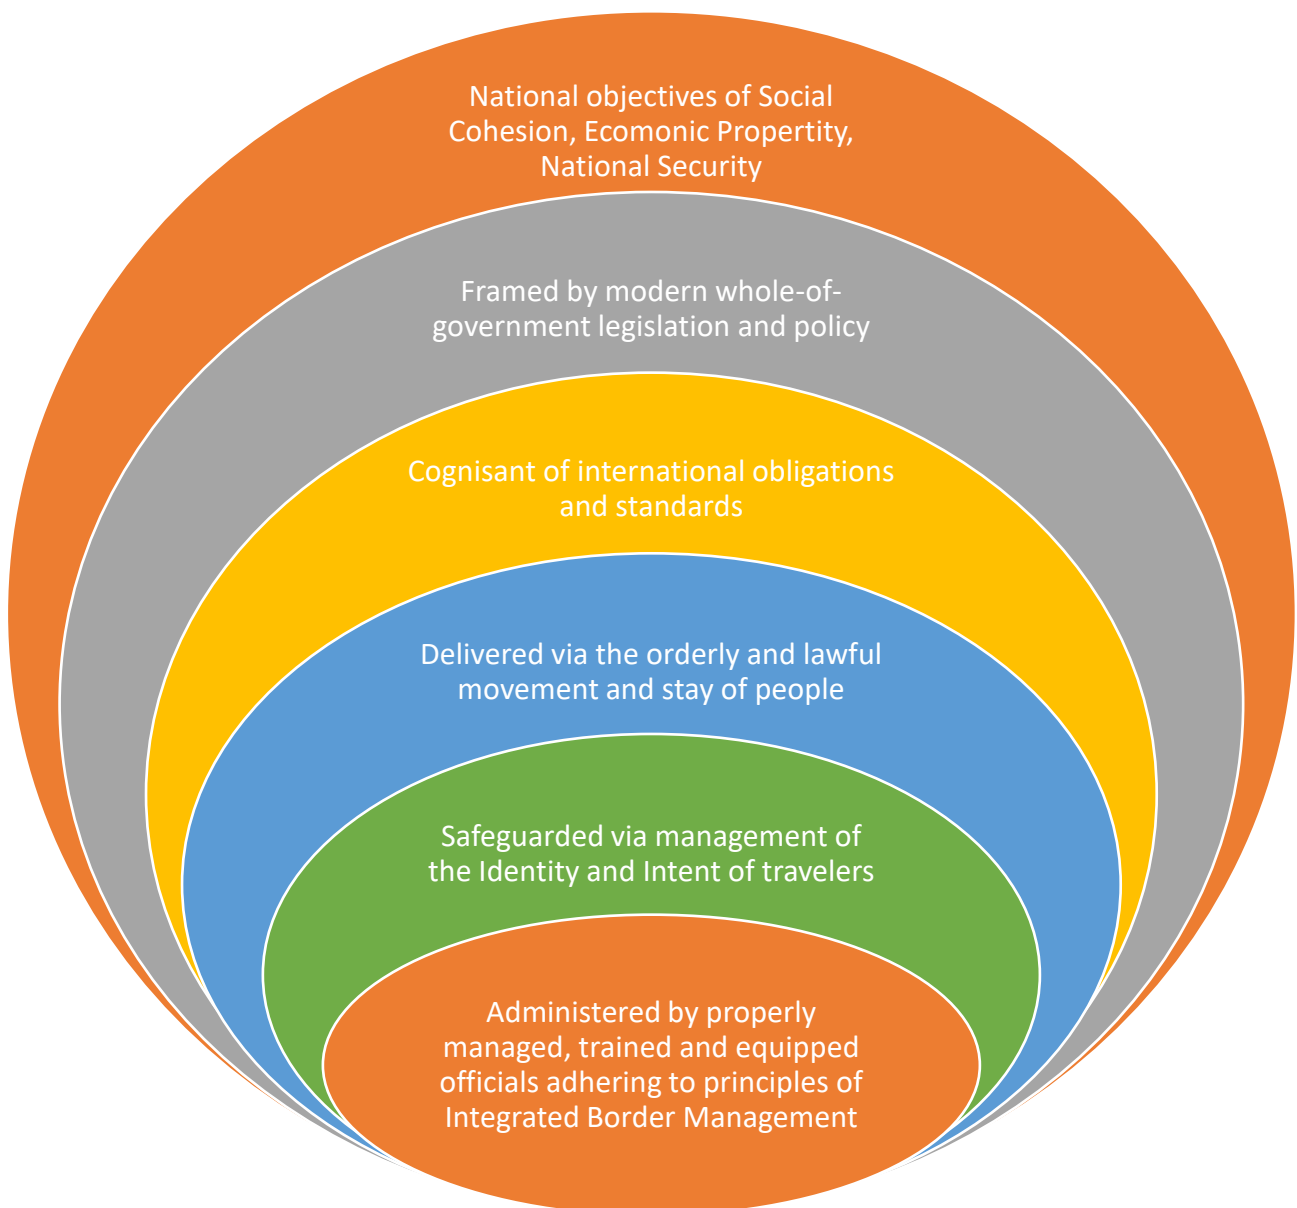 National objectives of Social
Cohesion, Ecomonic Propertity,
National Security
Framed by modern whole-of-
government legislation and policy
Cognisant of international obligations
and standards
Delivered via the orderly and lawful
movement and stay of people
Safeguarded via management of
the Identity and Intent of travelers
Administered by properly
managed, trained and equipped
officials adhering to principles of
Integrated Border Management